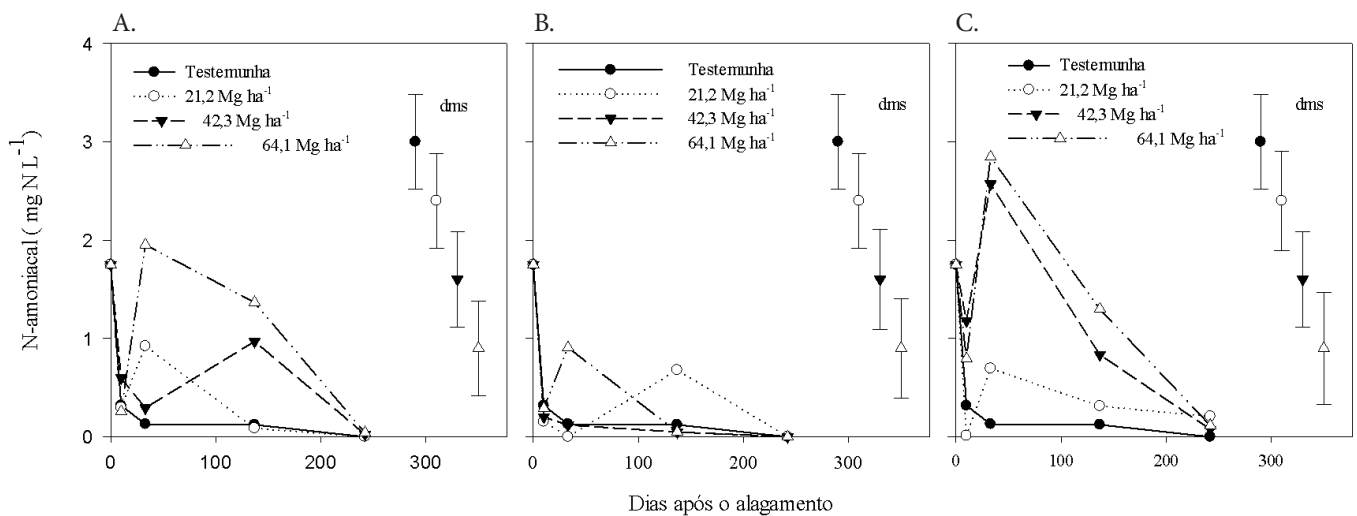 A.
B.
C.
N-amoniacal ( mg N L-1)
4
3
2
1
0
Testemunha
21,2 Mg ha-1
42,3 Mg ha-1
64,1 Mg ha-1
dms
0 100 200 300
Testemunha
21,2 Mg ha-1
42,3 Mg ha-1
64,1 Mg ha-1
dms
0 100 200 300
Testemunha
21,2 Mg ha-1
42,3 Mg ha-1
64,1 Mg ha-1
dms
0 100 200 300
Dias após o alagamento